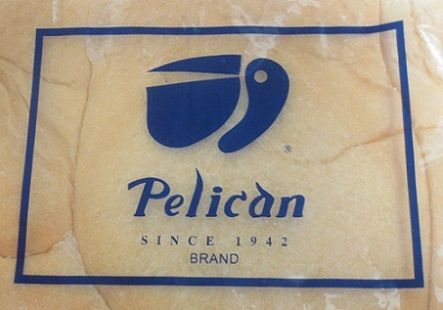 ®
Pelican
SINCE 1942
BRAND